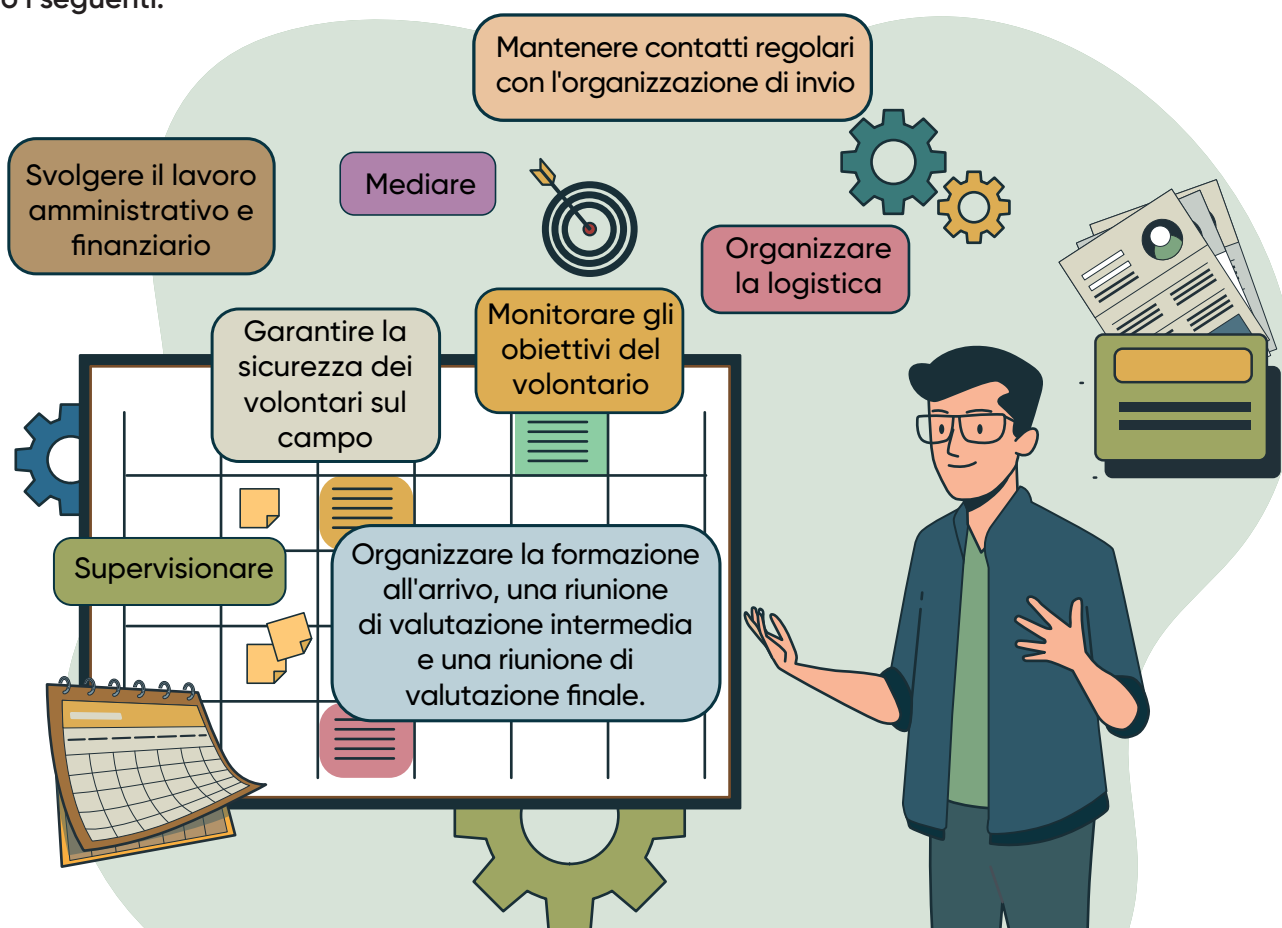 o i seguenti:
Mantenere contatti regolari
con l'organizzazione di invio
Svolgere il lavoro
amministrativo e
finanziario
Mediare
Organizzare
la logistica
Garantire la
sicurezza dei
volontari sul
campo
Monitorare gli
obiettivi del
volontario
Supervisionare
Organizzare la formazione
all'arrivo, una riunione
di valutazione intermedia
e una riunione di
valutazione finale.